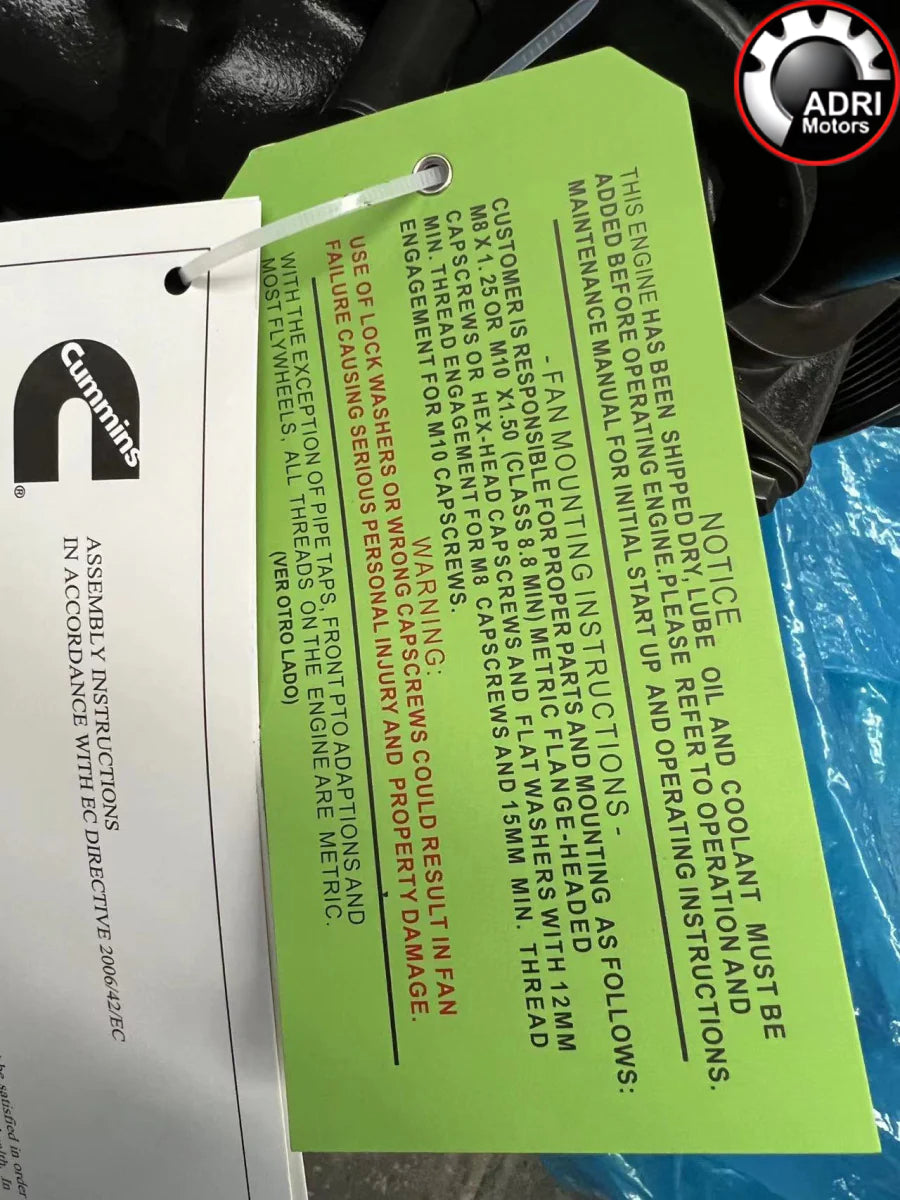 ADRI
Motors
NOTICE
THIS ENGINE HAS BEEN SHIPPED DRY, LUBE OIL AND COOLANT MUST BE
ADDED BEFORE OPERATING ENGINE.PLEASE REFER TO OPERATION AND
MAINTENANCE MANUAL FOR INITIAL START UP AND OPERATING INSTRUCTIONS.
- FAN MOUNTING INSTRUCTIONS -
CUSTOMER IS RESPONSIBLE FOR PROPER PARTS AND MOUNTING AS FOLLOWS:
M8 X 1.25 OR M10 X1.50 (CLASS 8.8 MIN) METRIC FLANGE-HEADED
CAPSCREWS OR HEX-HEAD CAPSCREWS AND FLAT WASHERS WITH 12MM
MIN. THREAD ENGAGEMENT FOR M8 CAPSCREWS AND 15MM MIN. THREAD
ENGAGEMENT FOR M10 CAPSCREWS.
WARNING:
USE OF LOCK WASHERS OR WRONG CAPSCREWS COULD RESULT IN FAN
FAILURE CAUSING SERIOUS PERSONAL INJURY AND PROPERTY DAMAGE.
WITH THE EXCEPTION OF PIPE TAPS, FRONT PTO ADAPTIONS AND
MOST FLYWHEELS, ALL THREADS ON THE ENGINE ARE METRIC.
(VER OTRO LADO)
Cummins
®
ASSEMBLY INSTRUCTIONS
IN ACCORDANCE WITH EC DIRECTIVE 2006/42/EC
be satisfied in order
In